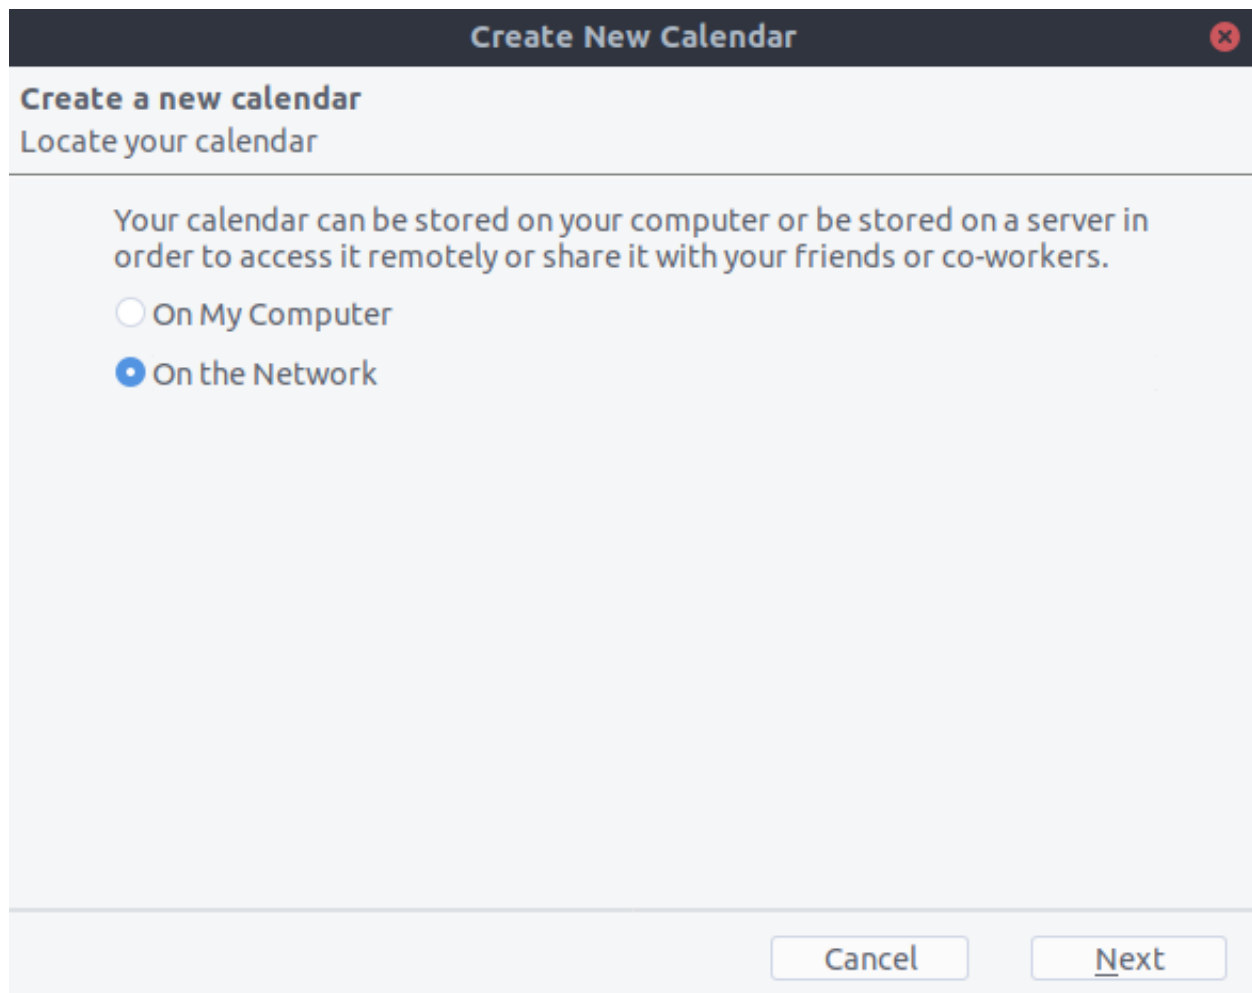 Create New Calendar
Create a new calendar
Locate your calendar
Your calendar can be stored on your computer or be stored on a server in
order to access it remotely or share it with your friends or co-workers.
On My Computer
On the Network
Cancel
Next